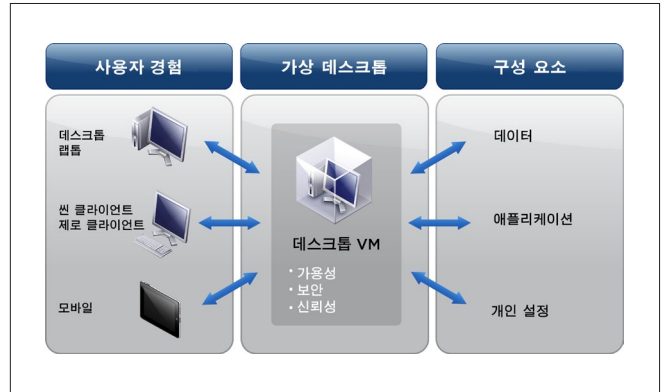 사용자 경험
가상 데스크톱
구성 요소
데스크톱
랩톱
씬 클라이언트
제로 클라이언트
모바일
데스크톱 VM
• 가용성
• 보안
• 신뢰성
데이터
애플리케이션
개인 설정